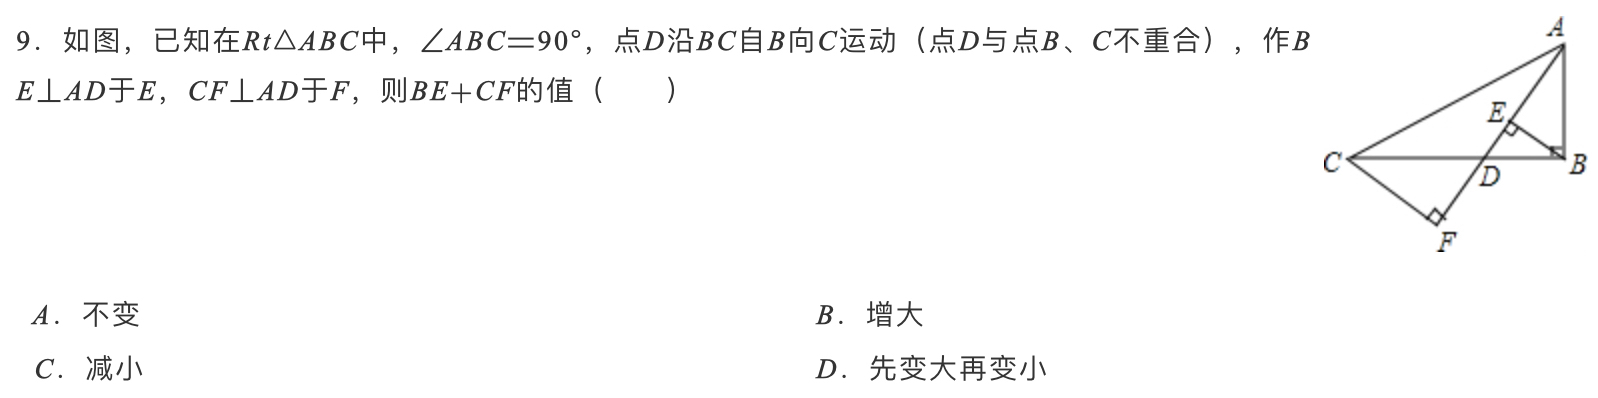 9．如图，已知在Rt△ABC中，∠ABC＝90°，点D沿BC自B向C运动（点D与点B、C不重合），作B
E⊥AD于E，CF⊥AD于F，则BE+CF的值（　　）
A
E
C
D
B
F
A．不变
B．增大
C．减小
D．先变大再变小